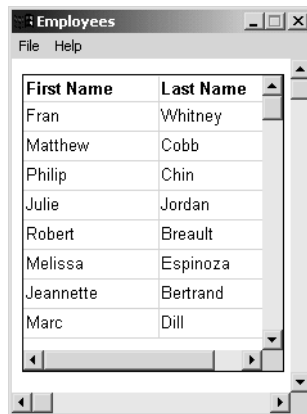 Employees
File Help
First Name Last Name
Fran Whitney
Matthew Cobb
Philip Chin
Julie Jordan
Robert Breault
Melissa Espinoza
Jeannette Bertrand
Marc Dill